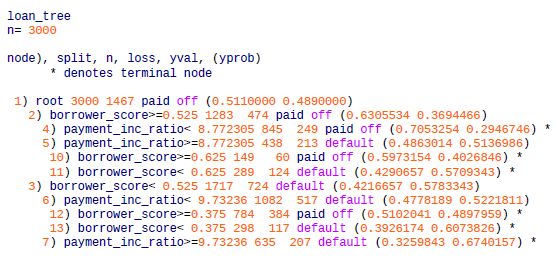 loan_tree
n= 3000

node), split, n, loss, yval, (yprob)
      * denotes terminal node

 1) root 3000 1467 paid off (0.5110000 0.4890000)
   2) borrower_score>=0.525 1283  474 paid off (0.6305534 0.3694466)
     4) payment_inc_ratio< 8.772305 845  249 paid off (0.7053254 0.2946746) *
     5) payment_inc_ratio>=8.772305 438  213 default (0.4863014 0.5136986)
      10) borrower_score>=0.625 149   60 paid off (0.5973154 0.4026846) *
      11) borrower_score< 0.625 289  124 default (0.4290657 0.5709343) *
   3) borrower_score< 0.525 1717  724 default (0.4216657 0.5783343)
     6) payment_inc_ratio< 9.73236 1082  517 default (0.4778189 0.5221811)
      12) borrower_score>=0.375 784  384 paid off (0.5102041 0.4897959) *
      13) borrower_score< 0.375 298  117 default (0.3926174 0.6073826) *
     7) payment_inc_ratio>=9.73236 635  207 default (0.3259843 0.6740157) *